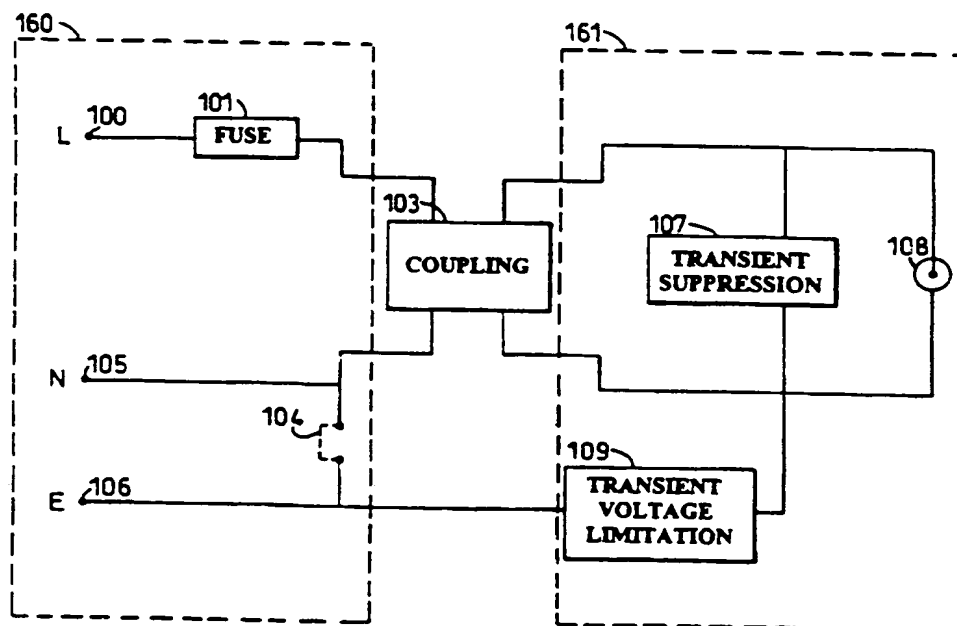 160
161
100
L
101
FUSE
103
COUPLING
107
TRANSIENT
SUPPRESSION
108
105
N
104
106
E
109
TRANSIENT
VOLTAGE
LIMITATION